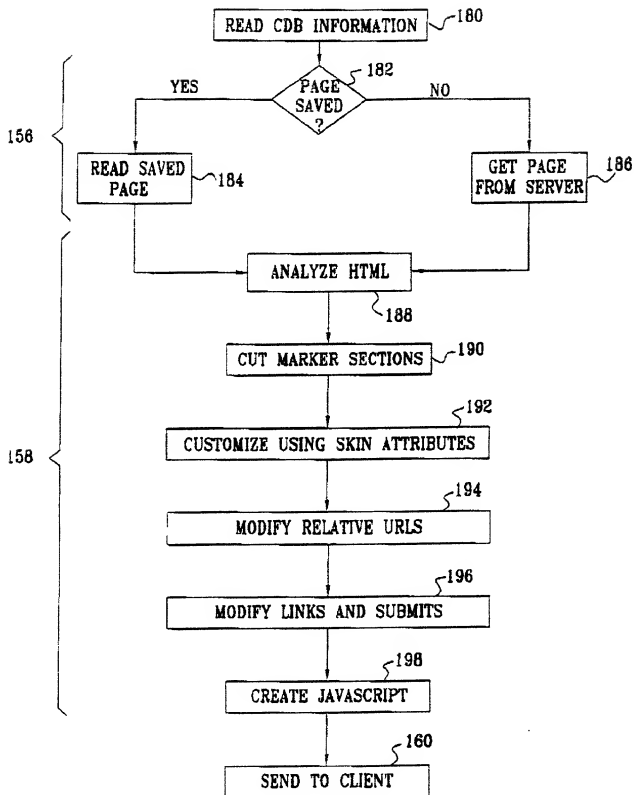 READ CDB INFORMATION
180
182
PAGE
SAVED
?
YES
NO
156
READ SAVED
PAGE
184
GET PAGE
FROM SERVER
186
ANALYZE HTML
188
CUT MARKER SECTIONS
190
192
CUSTOMIZE USING SKIN ATTRIBUTES
158
194
MODIFY RELATIVE URLS
196
MODIFY LINKS AND SUBMITS
198
CREATE JAVASCRIPT
160
SEND TO CLIENT